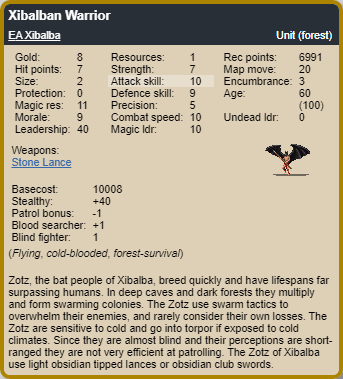 Xibalban Warrior
EA Xibalba Unit (forest)
Gold: 8 Resources: 1 Rec points: 6991
Hit points: 7 Strength: 7 Map move: 20
Size: 2 Attack skill: 10 Encumbrance: 3
Protection: 0 Defence skill: 9 Age: 60
Magic res: 11 Precision: 5 (100)
Morale: 9 Combat speed: 10 Undead ldr: 0
Leadership: 40 Magic ldr: 10
Weapons:
Stone Lance
Basecost: 10008
Stealthy: +40
Patrol bonus: -1
Blood searcher: +1
Blind fighter: 1
(Flying, cold-blooded, forest-survival)
Zotz, the bat people of Xibalba, breed quickly and have lifespans far
surpassing humans. In deep caves and dark forests they multiply
and form swarming colonies. The Zotz use swarm tactics to
overwhelm their enemies, and rarely consider their own losses. The
Zotz are sensitive to cold and go into torpor if exposed to cold
climates. Since they are almost blind and their perceptions are short-
ranged they are not very efficient at patrolling. The Zotz of Xibalba
use light obsidian tipped lances or obsidian club swords.